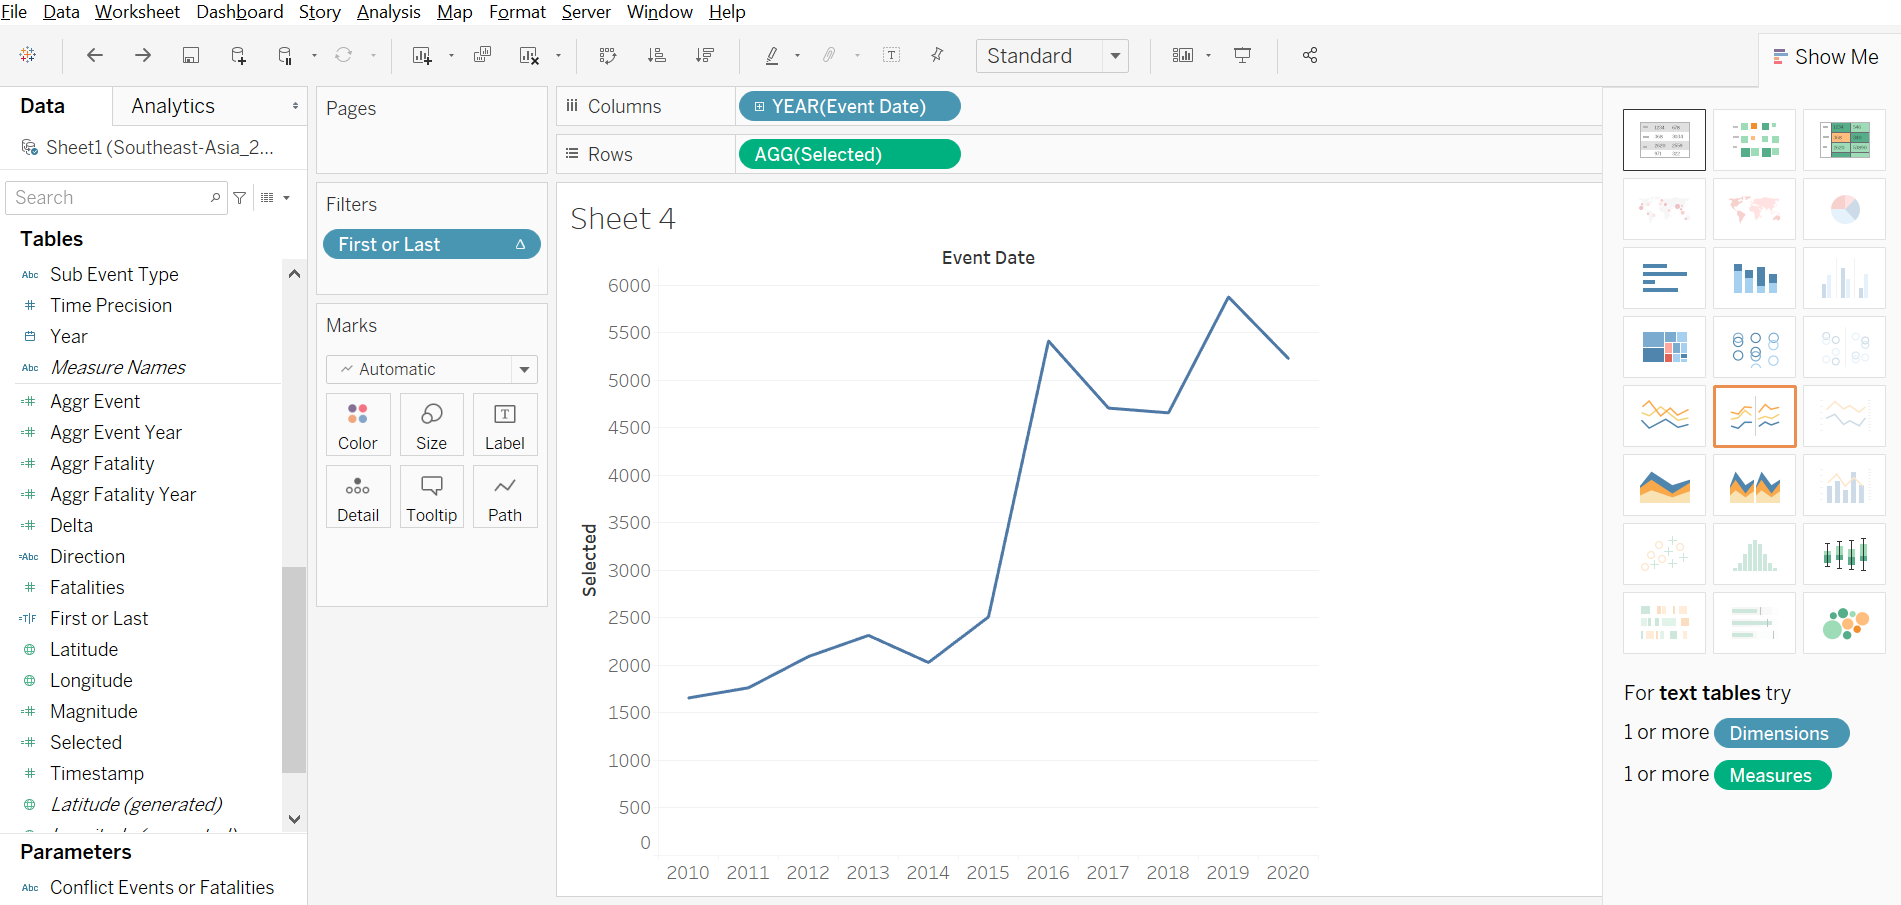 File Data Worksheet Dashboard Story Analysis Map Format Server Window Help
Standard
Show Me
Data Analytics
Sheet1 (Southeast-Asia_2...
Search
Tables
Abc Sub Event Type
# Time Precision
Year
Abc Measure Names
=# Aggr Event
=# Aggr Event Year
=# Aggr Fatality
=# Aggr Fatality Year
=# Delta
=Abc Direction
# Fatalities
=T|F First or Last
Latitude
Longitude
=# Magnitude
=# Selected
# Timestamp
Latitude (generated)
Parameters
Abc Conflict Events or Fatalities
Pages
Filters
First or Last Δ
Marks
Automatic
Color Size Label
Detail Tooltip Path
Columns YEAR(Event Date)
Rows AGG(Selected)
Sheet 4
Event Date
Selected
6000
5500
5000
4500
4000
3500
3000
2500
2000
1500
1000
500
0
2010 2011 2012 2013 2014 2015 2016 2017 2018 2019 2020
For text tables try
1 or more Dimensions
1 or more Measures